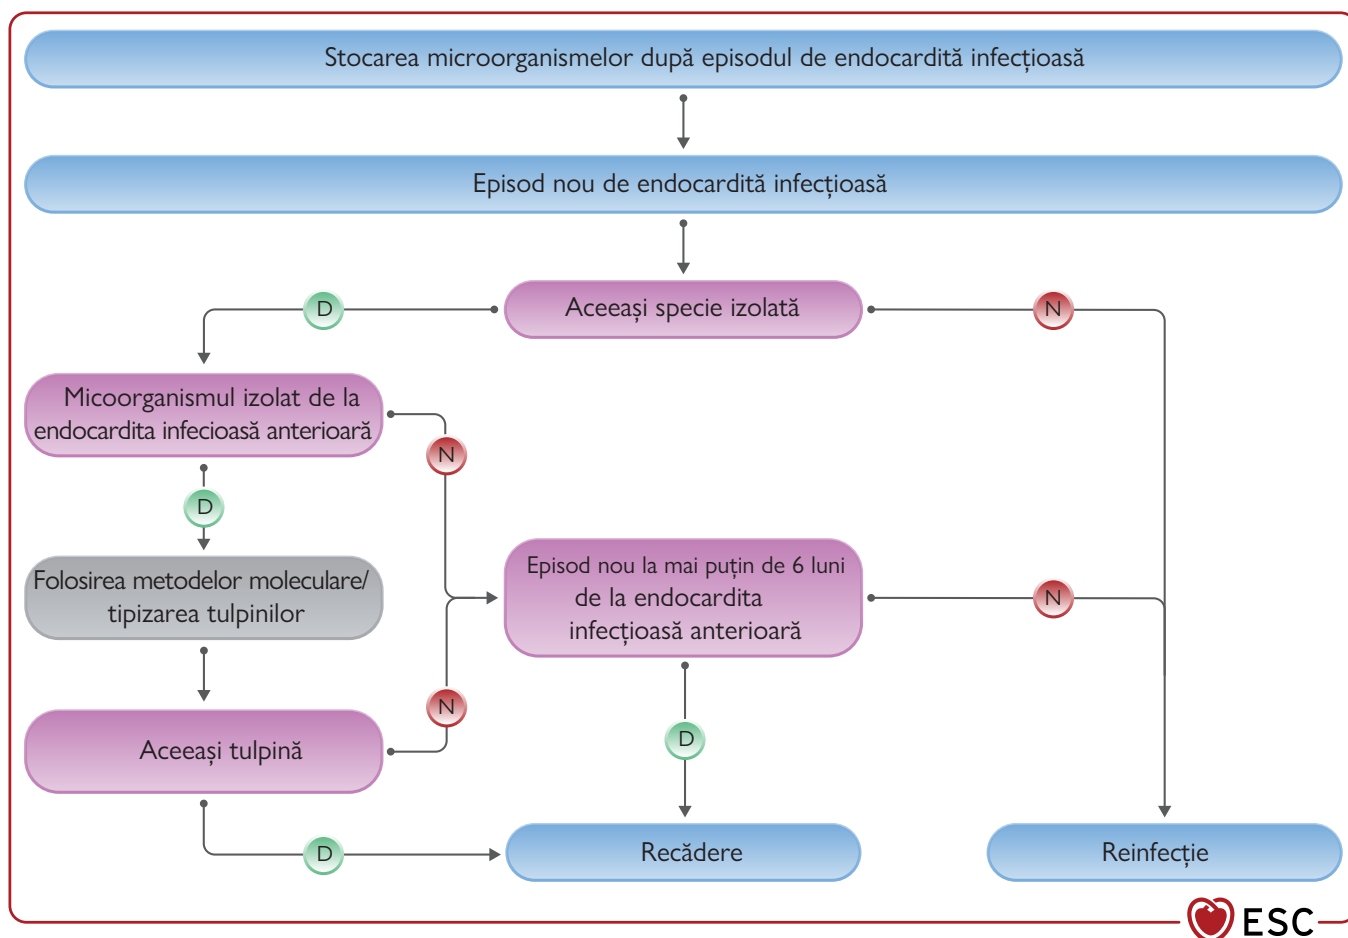 Stocarea microorganismelor după episodul de endocardită infecțioasă
Episod nou de endocardită infecțioasă
D
Aceeași specie izolată
N
Micoorganismul izolat de la
endocardita infecioasă anterioară
N
D
Folosirea metodelor moleculare/
tipizarea tulpinilor
Episod nou la mai puțin de 6 luni
de la endocardita
infecțioasă anterioară
N
N
Aceeași tulpină
D
D
Recădere
Reinfecție
ESC